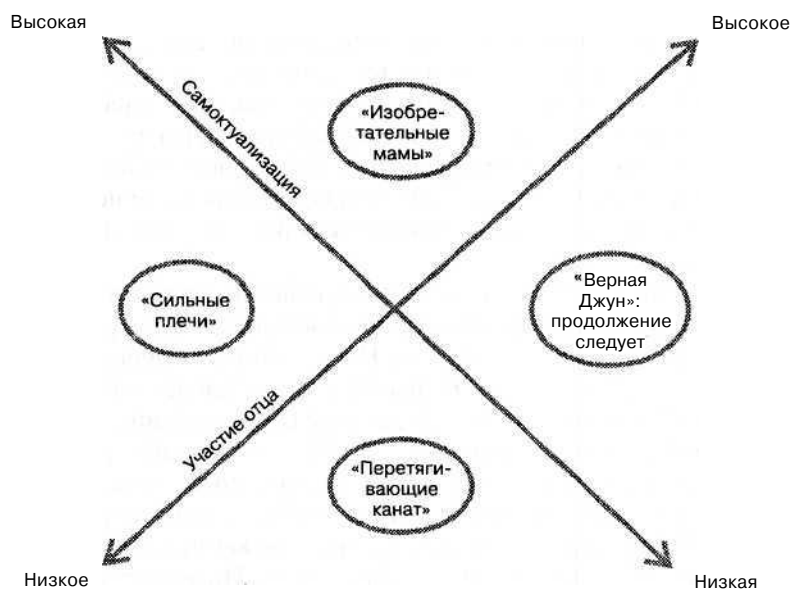 Высокая
Высокое
Самоктуализация
«Изобре-
тательные
мамы»
«Сильные
плечи»
«Верная
Джун»:
продолжение
следует
Участие отца
«Перетяги-
вающие
канат»
Низкое
Низкая